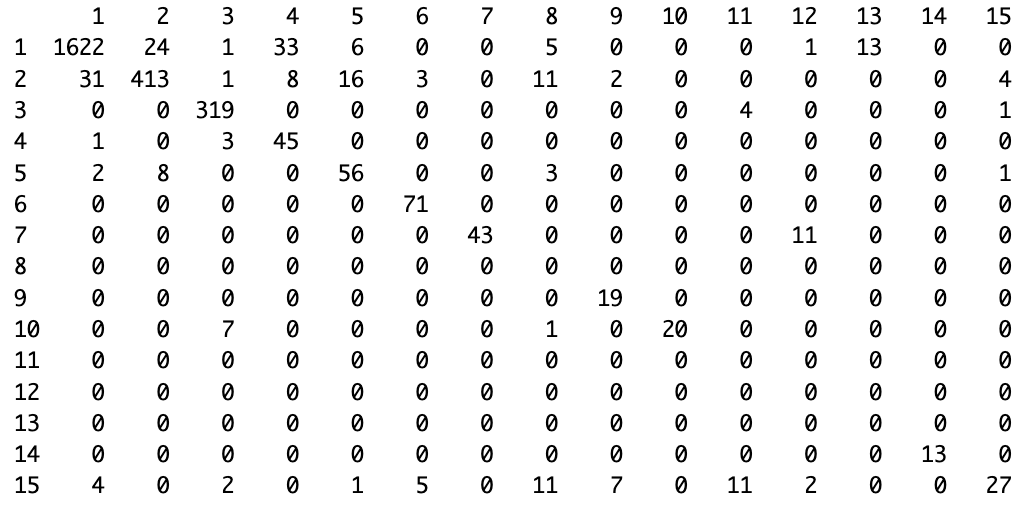 1 2 3 4 5 6 7 8 9 10 11 12 13 14 15
1 1622 24 1 33 6 0 0 5 0 0 0 1 13 0 0
2 31 413 1 8 16 3 0 11 2 0 0 0 0 0 4
3 0 0 319 0 0 0 0 0 0 0 4 0 0 0 1
4 1 0 3 45 0 0 0 0 0 0 0 0 0 0 0
5 2 8 0 0 56 0 0 3 0 0 0 0 0 0 1
6 0 0 0 0 0 71 0 0 0 0 0 0 0 0 0
7 0 0 0 0 0 0 43 0 0 0 0 11 0 0 0
8 0 0 0 0 0 0 0 0 0 0 0 0 0 0 0
9 0 0 0 0 0 0 0 0 19 0 0 0 0 0 0
10 0 0 7 0 0 0 0 1 0 20 0 0 0 0 0
11 0 0 0 0 0 0 0 0 0 0 0 0 0 0 0
12 0 0 0 0 0 0 0 0 0 0 0 0 0 0 0
13 0 0 0 0 0 0 0 0 0 0 0 0 0 0 0
14 0 0 0 0 0 0 0 0 0 0 0 0 0 13 0
15 4 0 2 0 1 5 0 11 7 0 11 2 0 0 27